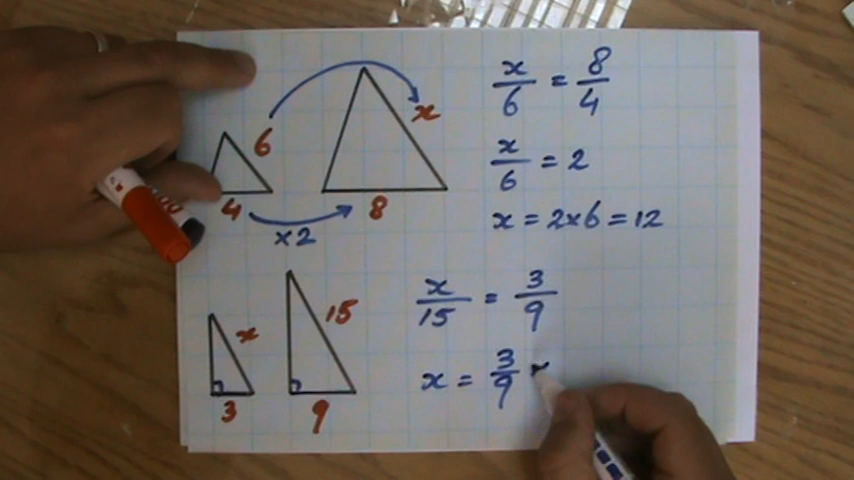 x/6 = 8/4
6
x
x/6 = 2
4
8
×2
x = 2×6 = 12
x/15 = 3/9
x
15
x = 3/9 ×
3
9